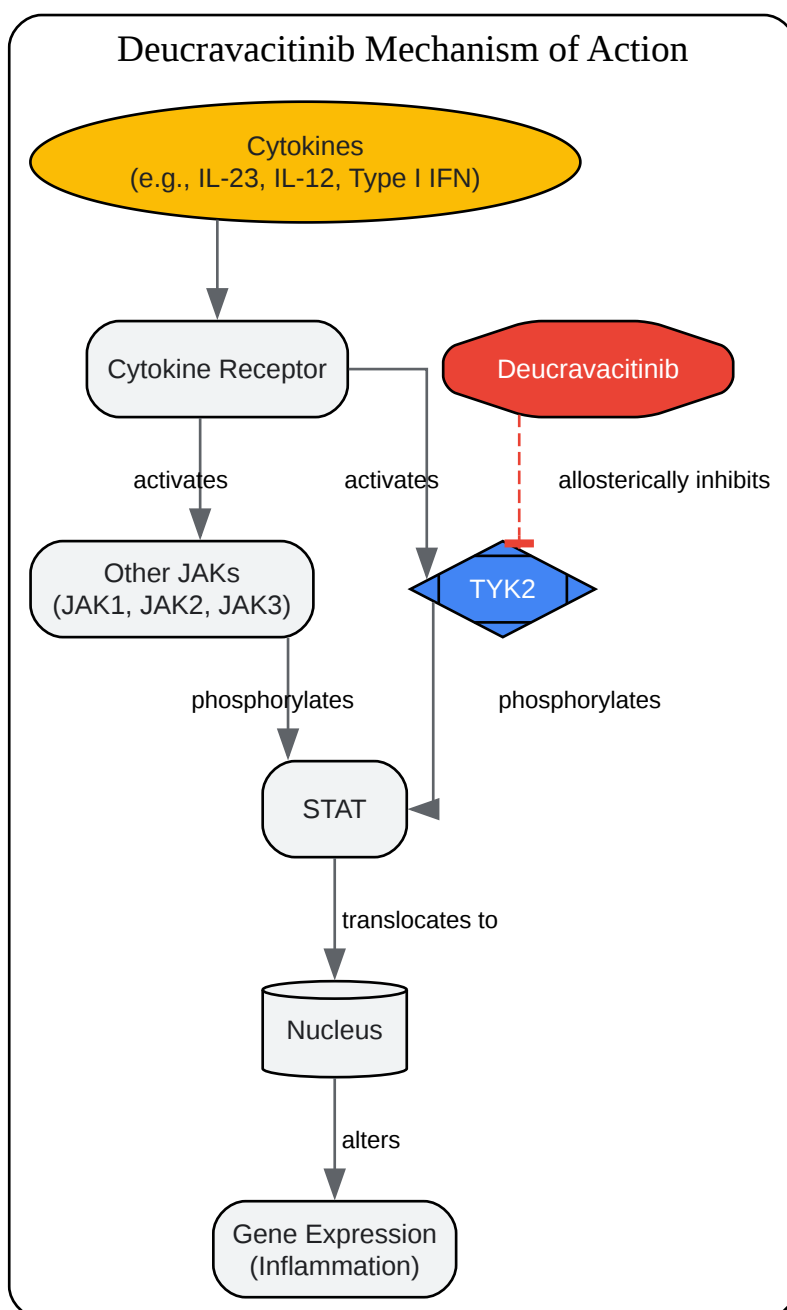 Deucravacitinib Mechanism of Action
Cytokines
(e.g., IL-23, IL-12, Type I IFN)
Cytokine Receptor
Deucravacitinib
activates
activates
allosterically inhibits
Other JAKs
(JAK1, JAK2, JAK3)
TYK2
phosphorylates
phosphorylates
STAT
translocates to
Nucleus
alters
Gene Expression
(Inflammation)